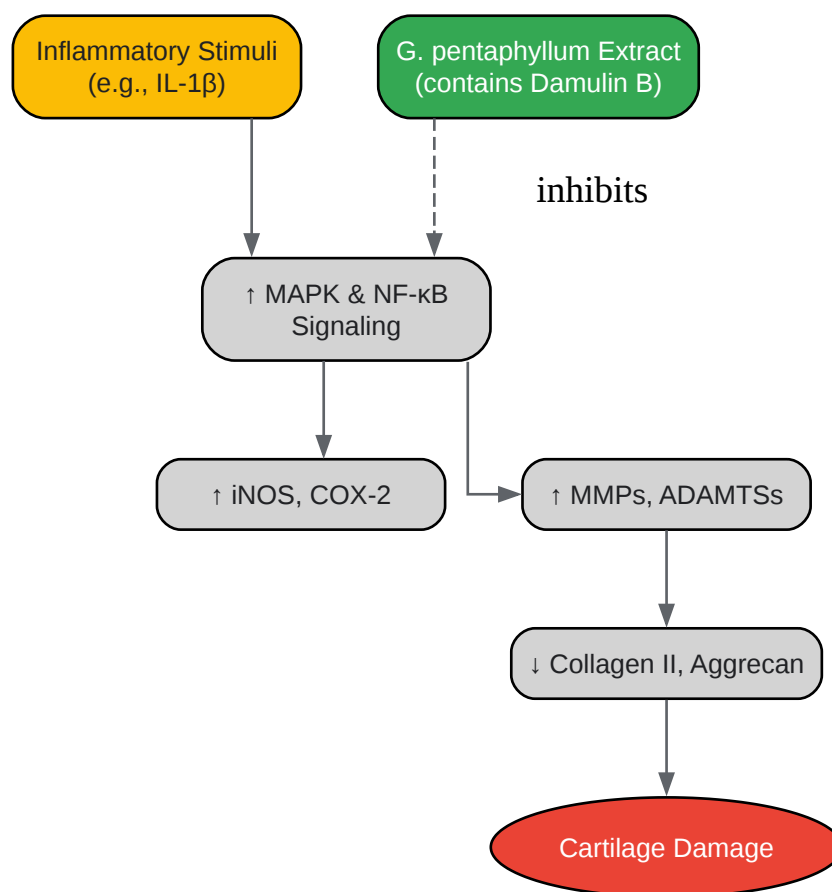 Inflammatory Stimuli
(e.g., IL-1β)
G. pentaphyllum Extract
(contains Damulin B)
inhibits
↑ MAPK & NF-κB
Signaling
↑ iNOS, COX-2
↑ MMPs, ADAMTSs
↓ Collagen II, Aggrecan
Cartilage Damage